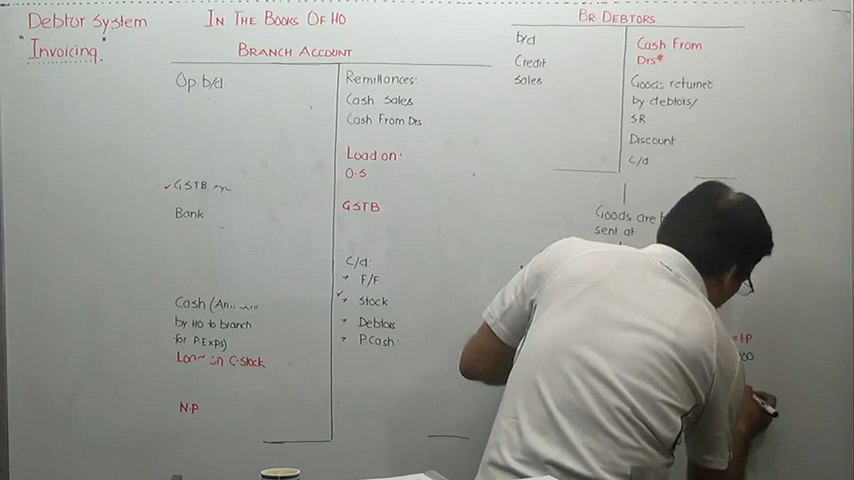 Debtor System
"Invoicing"
In The Books Of HO
Branch Account
Op. b/d
✓ GSTB
Bank
Cash
by HO to branch
for P.Exps)
on C.Stock
N.P
Remittances:
Cash Sales
Cash From Drs
Load on:
O.S
GSTB
C/d:
→ F/F
✓→ Stock
→ Debtors
→ P.Cash
Br Debtors
b/d
Credit
Sales
Cash From
Drs*
Goods returned
by debtors/
SR
Discount
C/d
Goods are
sent at
= IP
00